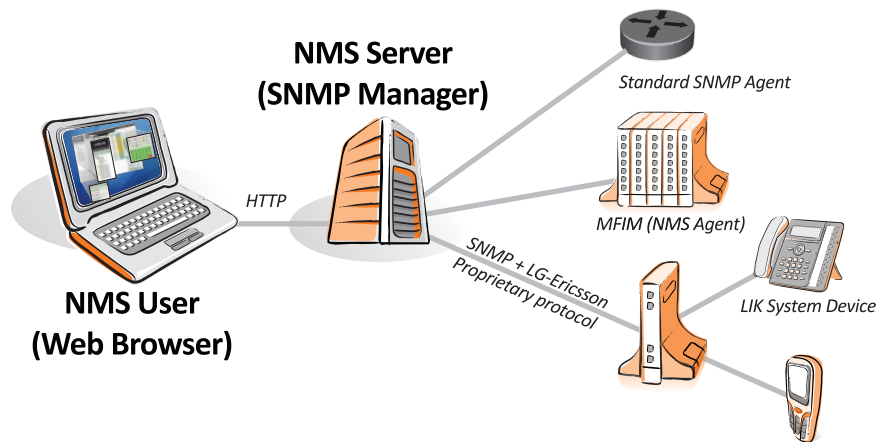 NMS Server
(SNMP Manager)
Standard SNMP Agent
HTTP
MFIM (NMS Agent)
SNMP + LG-Ericsson
Proprietary protocol
LIK System Device
NMS User
(Web Browser)